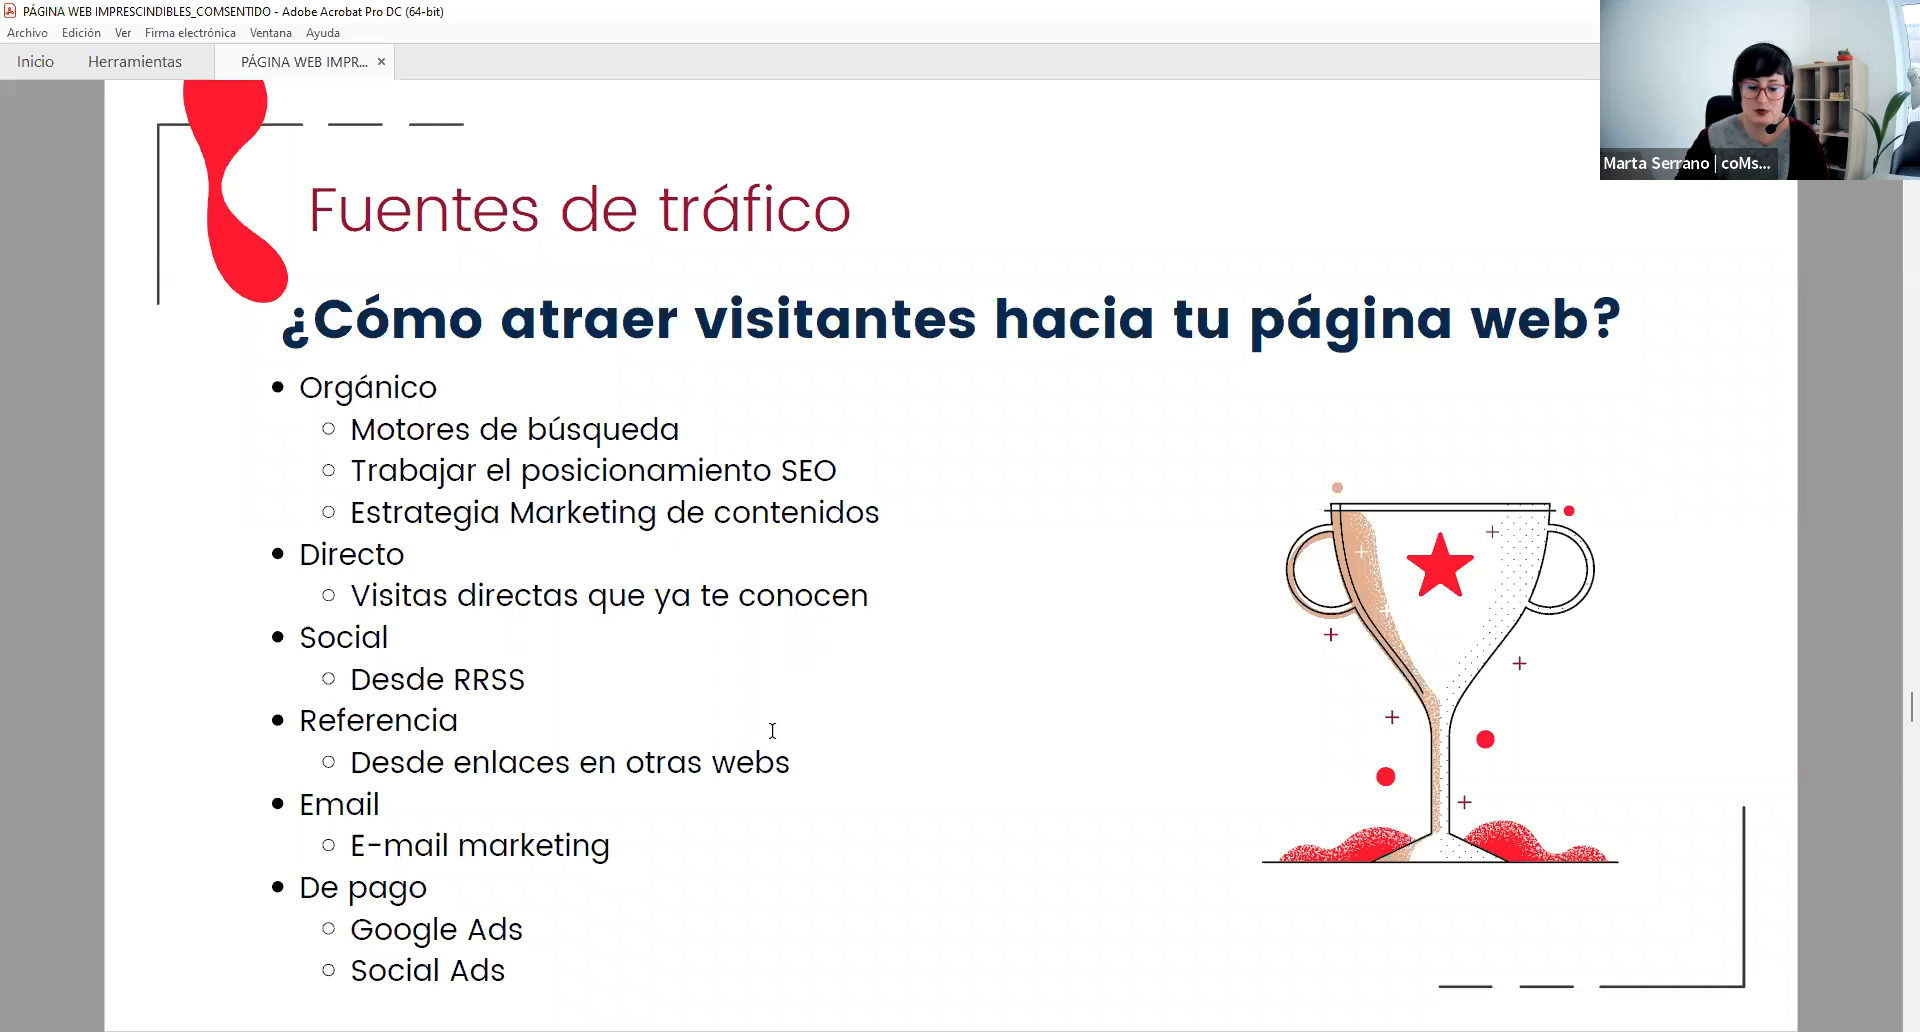 PÁGINA WEB IMPRESCINDIBLES_COMSENTIDO - Adobe Acrobat Pro DC (64-bit)
Archivo Edición Ver Firma electrónica Ventana Ayuda
Inicio Herramientas PÁGINA WEB IMPR... ×
Marta Serrano | coMs...
Fuentes de tráfico
¿Cómo atraer visitantes hacia tu página web?
• Orgánico
○ Motores de búsqueda
○ Trabajar el posicionamiento SEO
○ Estrategia Marketing de contenidos
• Directo
○ Visitas directas que ya te conocen
• Social
○ Desde RRSS
• Referencia
○ Desde enlaces en otras webs
• Email
○ E-mail marketing
• De pago
○ Google Ads
○ Social Ads